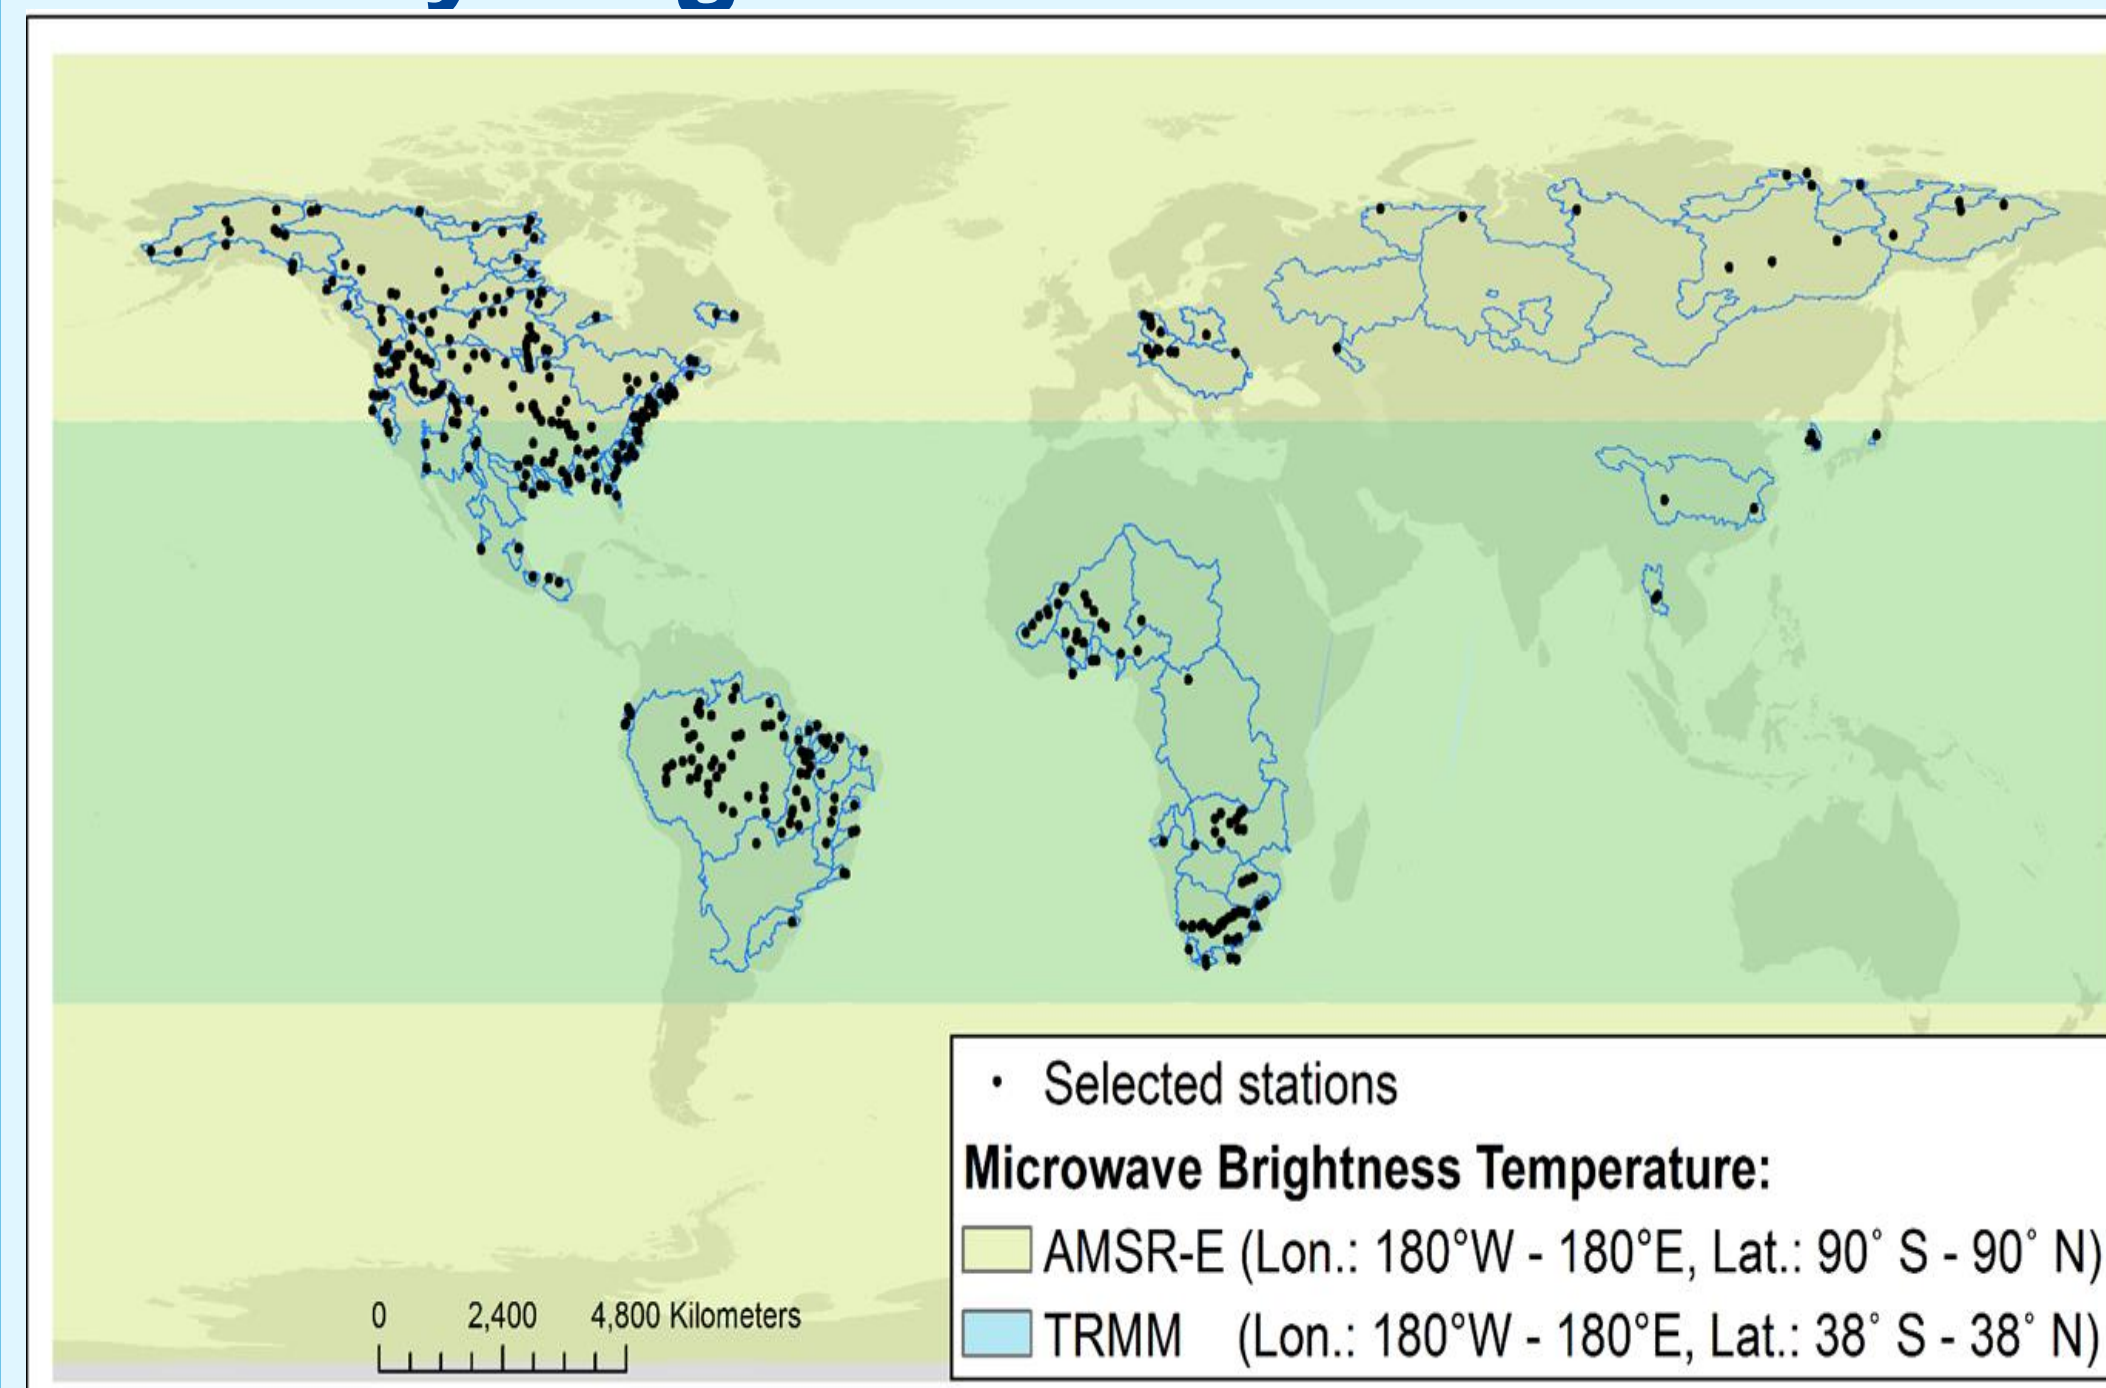 0 2,400 4,800 Kilometers
Selected stations
Microwave Brightness Temperature:
AMSR-E (Lon.: 180°W - 180°E, Lat.: 90° S - 90° N)
TRMM (Lon.: 180°W - 180°E, Lat.: 38° S - 38° N)